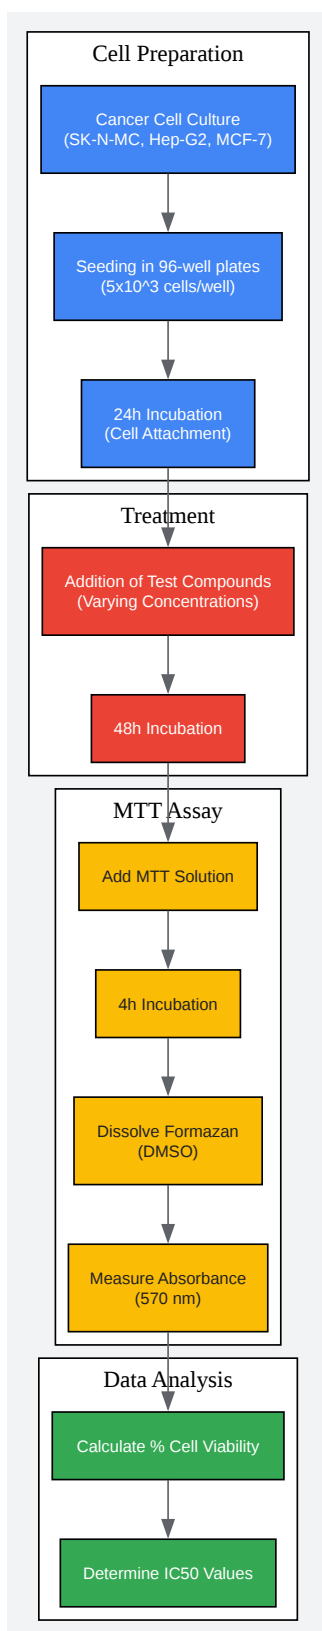 Cell Preparation
Cancer Cell Culture
(SK-N-MC, Hep-G2, MCF-7)
Seeding in 96-well plates
(5x10^3 cells/well)
24h Incubation
(Cell Attachment)
Treatment
Addition of Test Compounds
(Varying Concentrations)
48h Incubation
MTT Assay
Add MTT Solution
4h Incubation
Dissolve Formazan
(DMSO)
Measure Absorbance
(570 nm)
Data Analysis
Calculate % Cell Viability
Determine IC50 Values